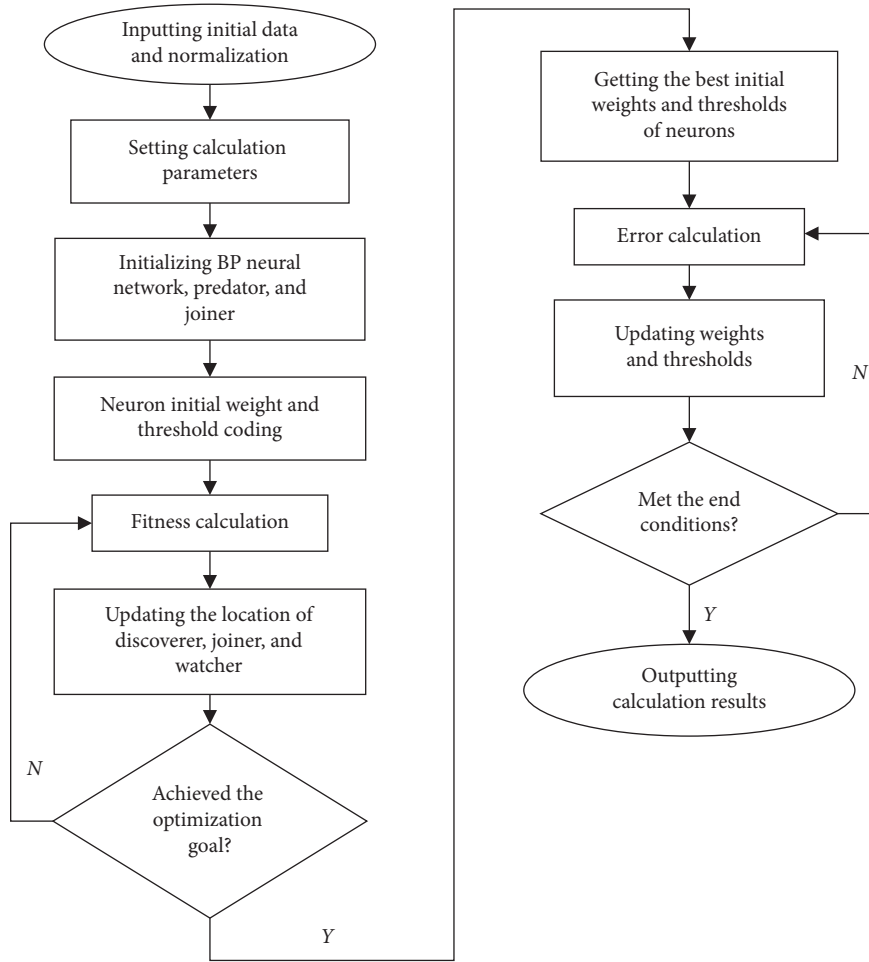 Inputting initial data
and normalization
Setting calculation
parameters
Initializing BP neural
network, predator, and
joiner
Neuron initial weight and
threshold coding
Fitness calculation
Updating the location of
discoverer, joiner, and
watcher
N
Achieved the
optimization
goal?
Y
Getting the best initial
weights and thresholds
of neurons
Error calculation
Updating weights
and thresholds
N
Met the end
conditions?
Y
Outputting
calculation results